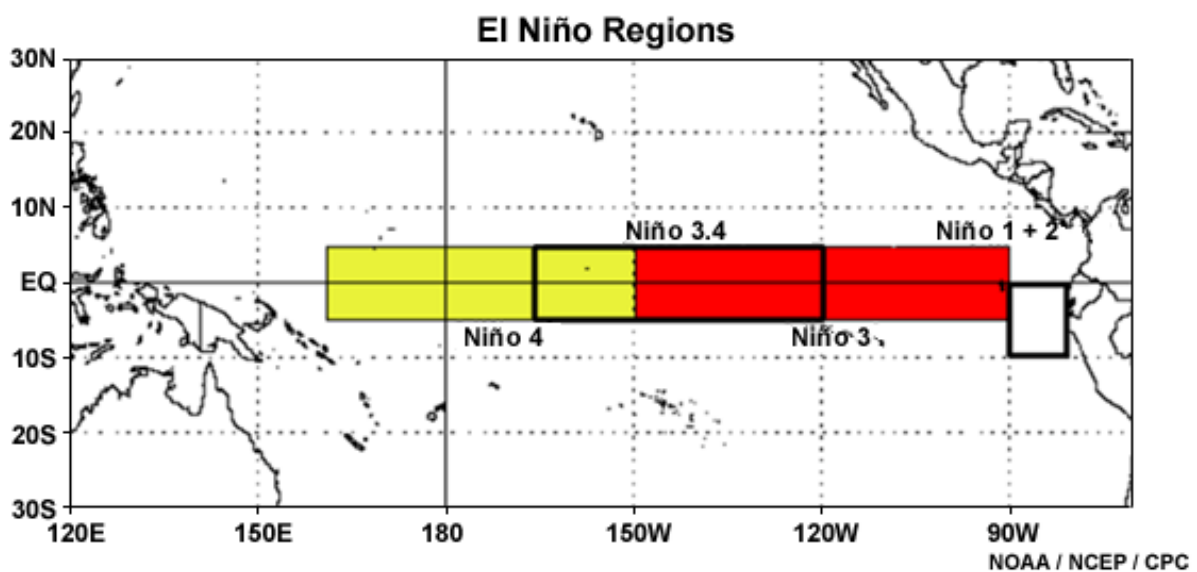 El Niño Regions
30N
20N
10N
Niño 3.4
Niño 1 + 2
EQ
Niño 4
Niño 3
10S
20S
30S
120E 150E 180 150W 120W 90W
NOAA / NCEP / CPC